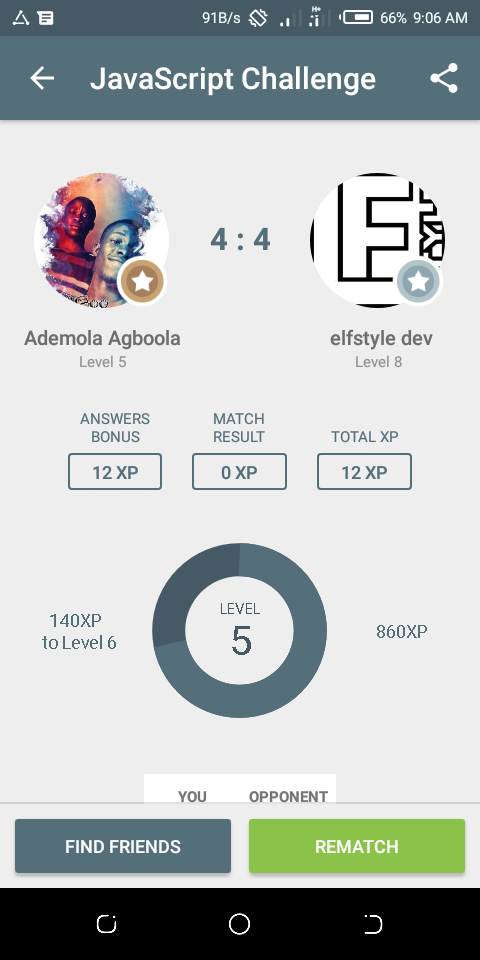 91B/s H+ 66% 9:06 AM
JavaScript Challenge
4 : 4
Ademola Agboola
Level 5
elfstyle dev
Level 8
ANSWERS
BONUS
12 XP
MATCH
RESULT
0 XP
TOTAL XP
12 XP
140XP
to Level 6
LEVEL
5
860XP
YOU OPPONENT
FIND FRIENDS
REMATCH